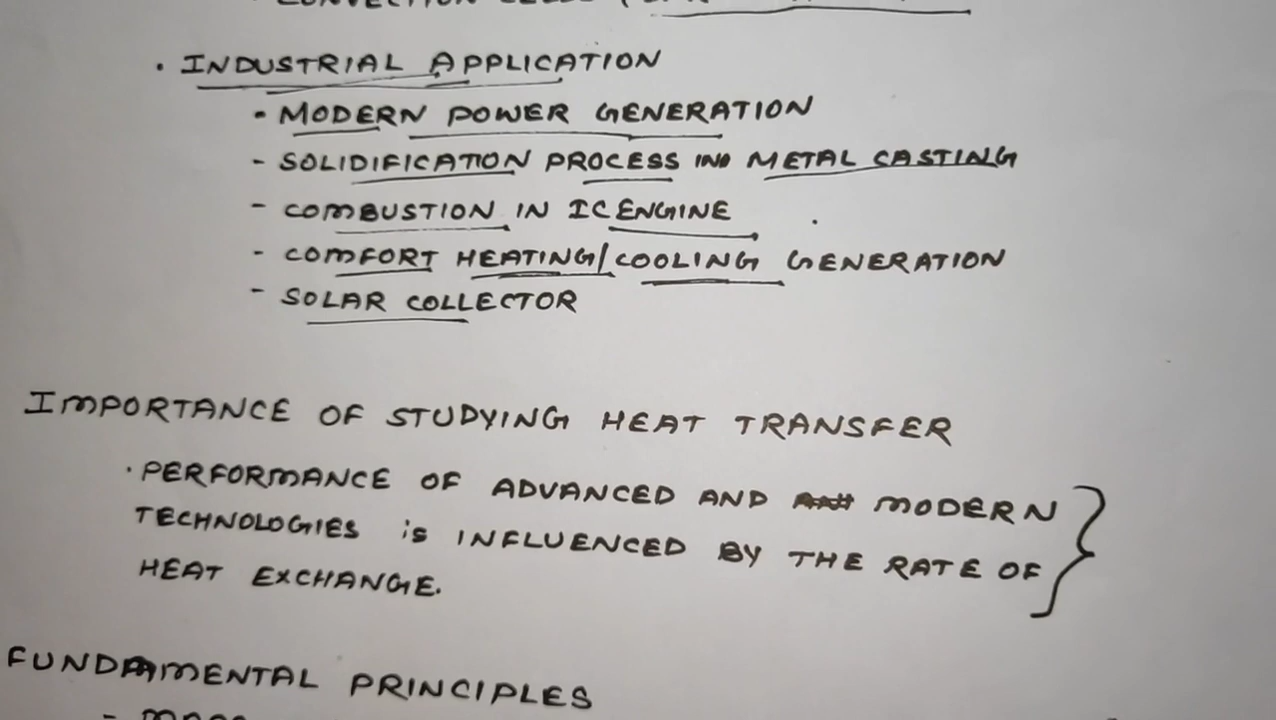 CONVECTION CELLS
• INDUSTRIAL APPLICATION
• MODERN POWER GENERATION
- SOLIDIFICATION PROCESS IN METAL CASTING
- COMBUSTION IN IC ENGINE
- COMFORT HEATING/COOLING GENERATION
- SOLAR COLLECTOR
IMPORTANCE OF STUDYING HEAT TRANSFER
• PERFORMANCE OF ADVANCED AND MODERN
TECHNOLOGIES is INFLUENCED BY THE RATE OF
HEAT EXCHANGE.
FUNDAMENTAL PRINCIPLES